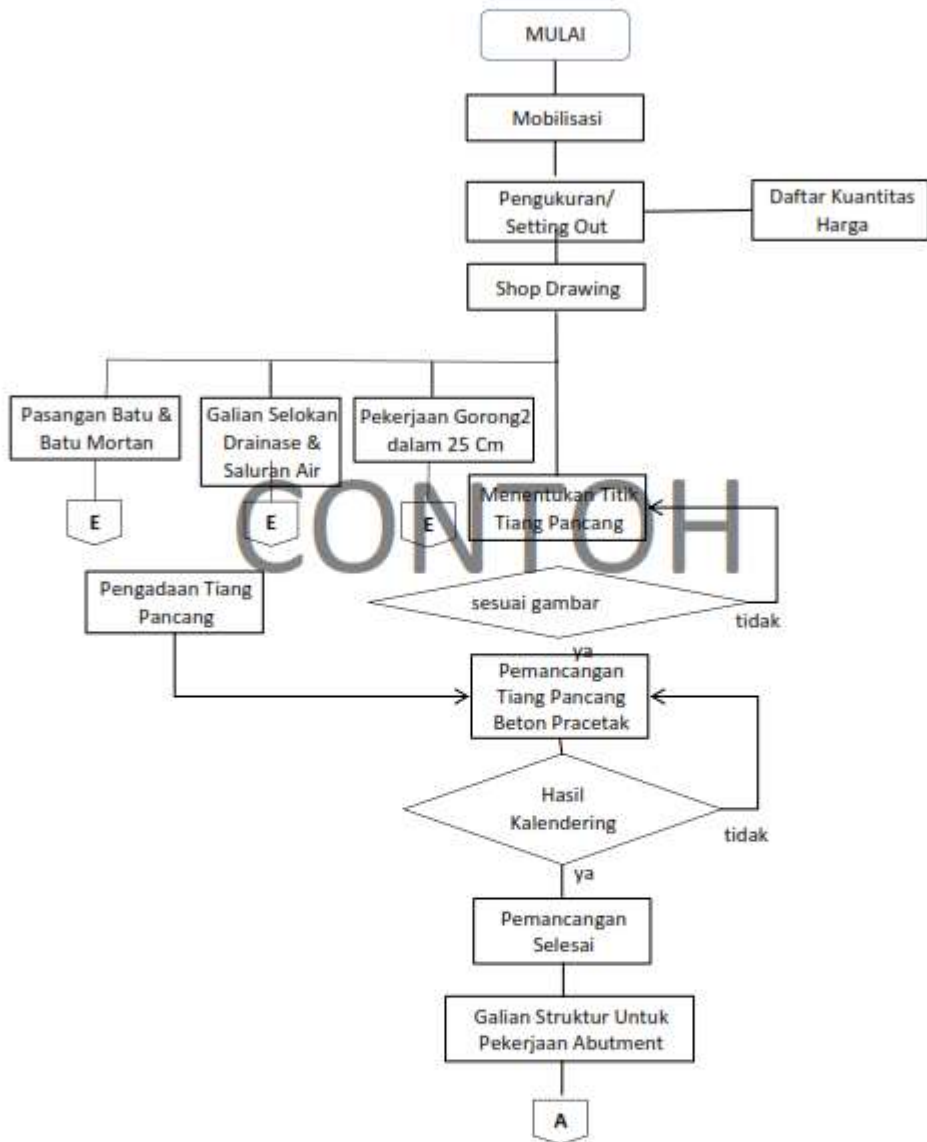 MULAI
Mobilisasi
Pengukuran/
Setting Out
Daftar Kuantitas
Harga
Shop Drawing
Pasangan Batu &
Batu Mortan
Galian Selokan
Drainase &
Saluran Air
Pekerjaan Gorong2
dalam 25 Cm
E
E
E
Menentukan Titik
Tiang Pancang
CONTOH
Pengadaan Tiang
Pancang
sesuai gambar
tidak
ya
Pemancangan
Tiang Pancang
Beton Pracetak
Hasil
Kalendering
tidak
ya
Pemancangan
Selesai
Galian Struktur Untuk
Pekerjaan Abutment
A